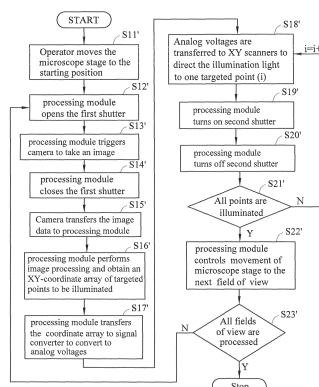 START
S11'
Operator moves the
microscope stage to the
starting position
S12'
processing module
opens the first shutter
S13'
processing module triggers
camera to take an image
S14'
processing module
closes the first shutter
S15'
Camera transfers the image
data to processing module
S16'
processing module performs
image processing and obtain an
XY-coordinate array of targeted
points to be illuminated
S17'
processing module transfers
the coordinate array to signal
converter to convert to
analog voltages
S18'
Analog voltages are
transferred to XY scanners to
direct the illumination light
to one targeted point (i)
i=i+
S19'
processing module
turns on second shutter
S20'
processing module
turns off second shutter
S21'
All points are
illuminated
N
Y
S22'
processing module
controls movement of
microscope stage to the
next field of view
S23'
All fields
of view are
processed
N
Y
Stop